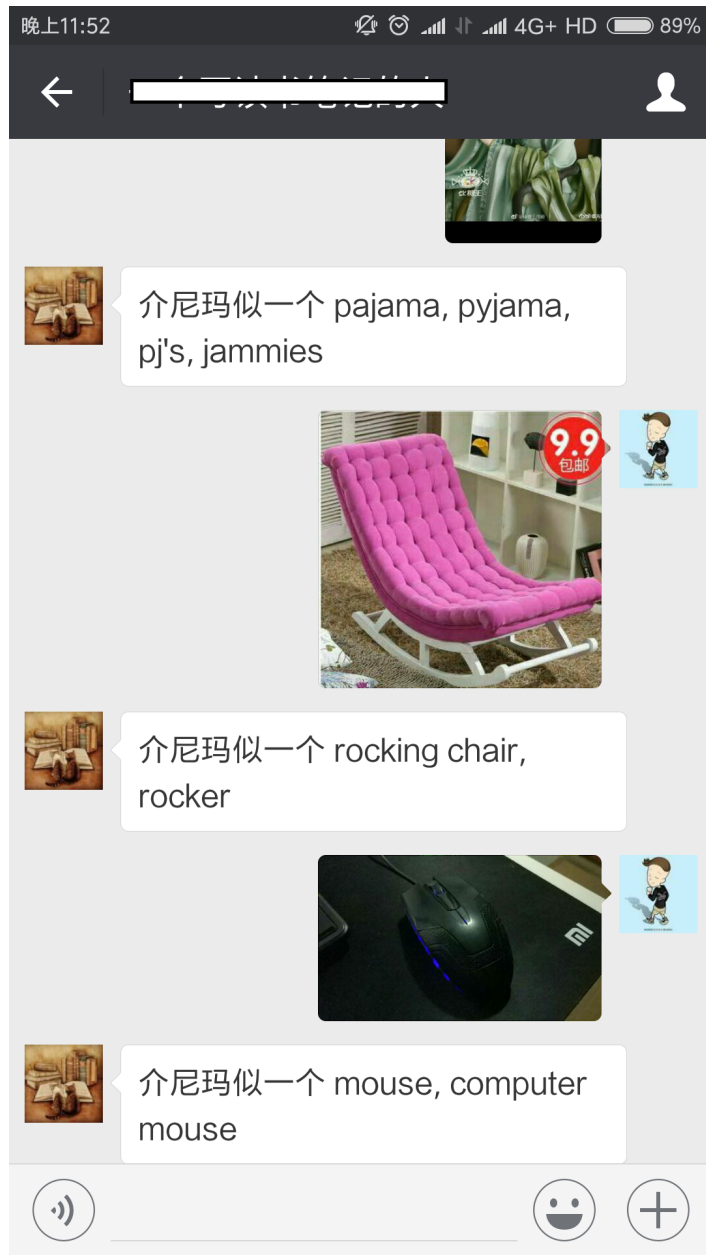 晚上11:52
4G+ HD
89%
介尼玛似一个 pajama, pyjama,
pj's, jammies
9.9
包邮
介尼玛似一个 rocking chair,
rocker
介尼玛似一个 mouse, computer
mouse